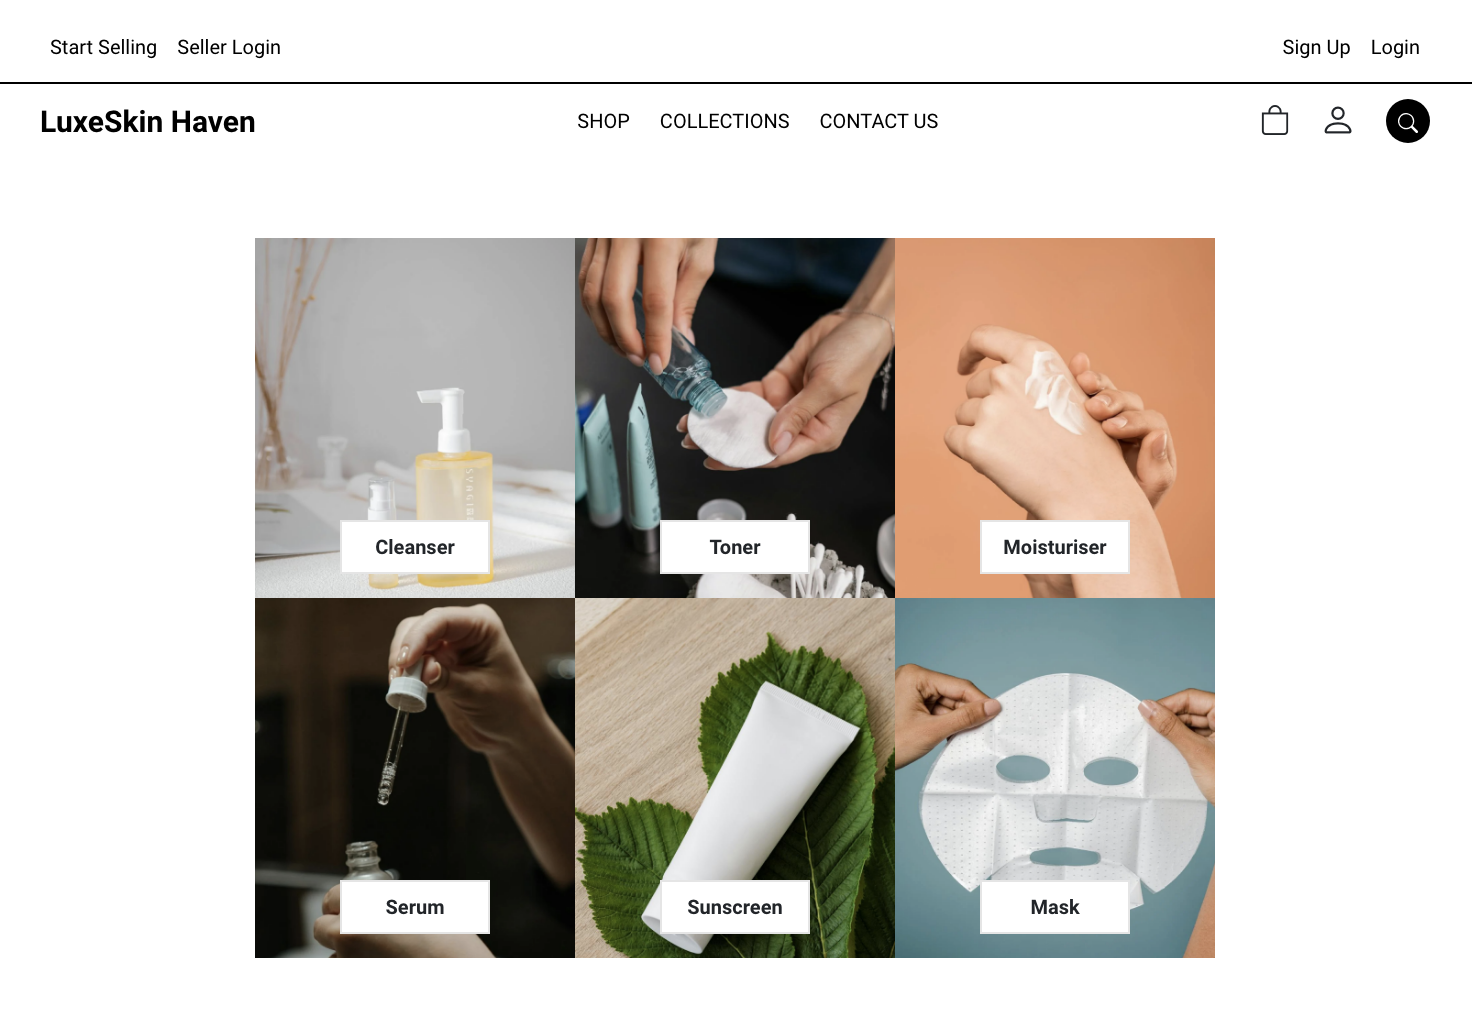 Start Selling Seller Login Sign Up Login
LuxeSkin Haven SHOP COLLECTIONS CONTACT US
Cleanser Toner Moisturiser
Serum Sunscreen Mask